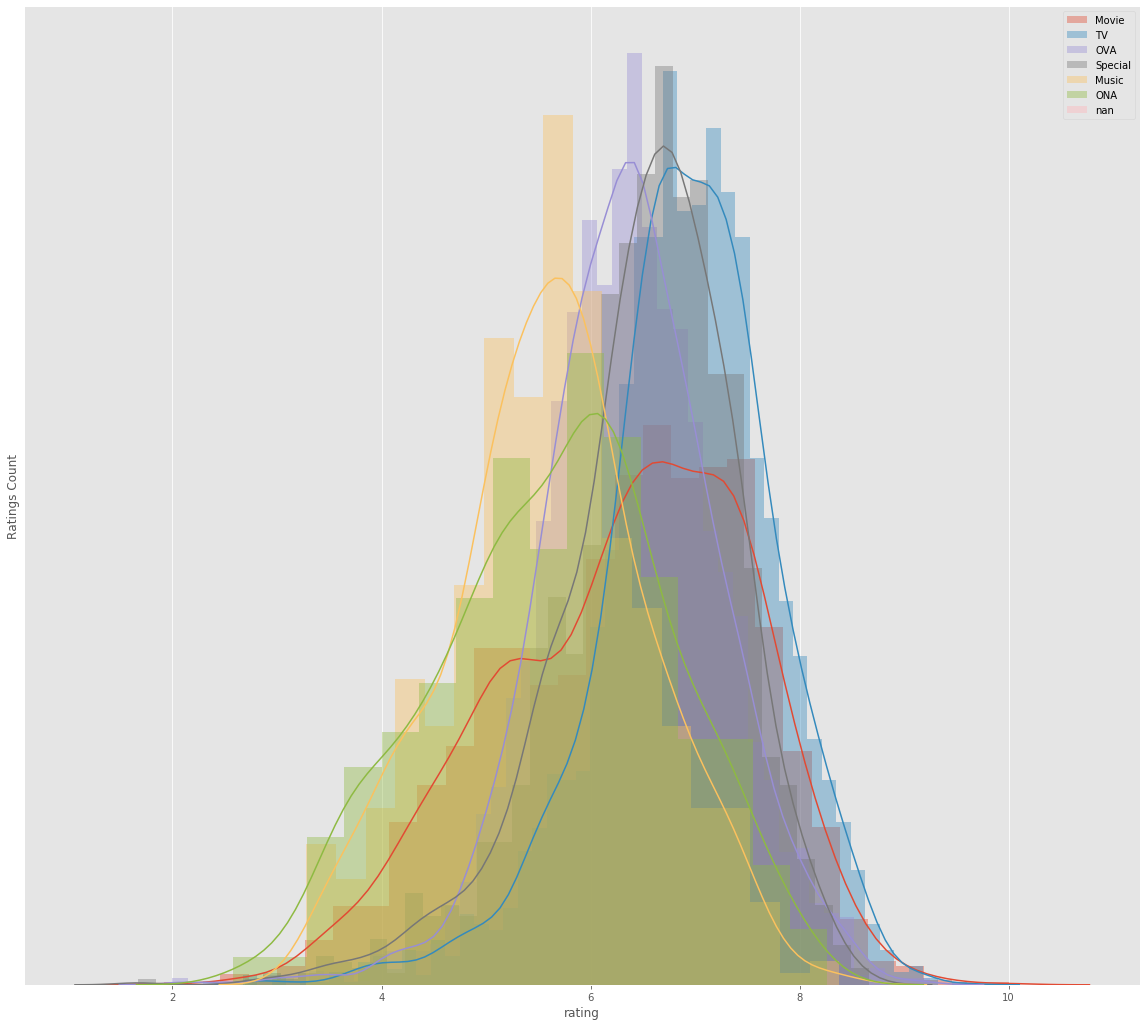 Movie
TV
OVA
Special
Music
ONA
nan
Ratings Count
2 4 6 8 10
rating